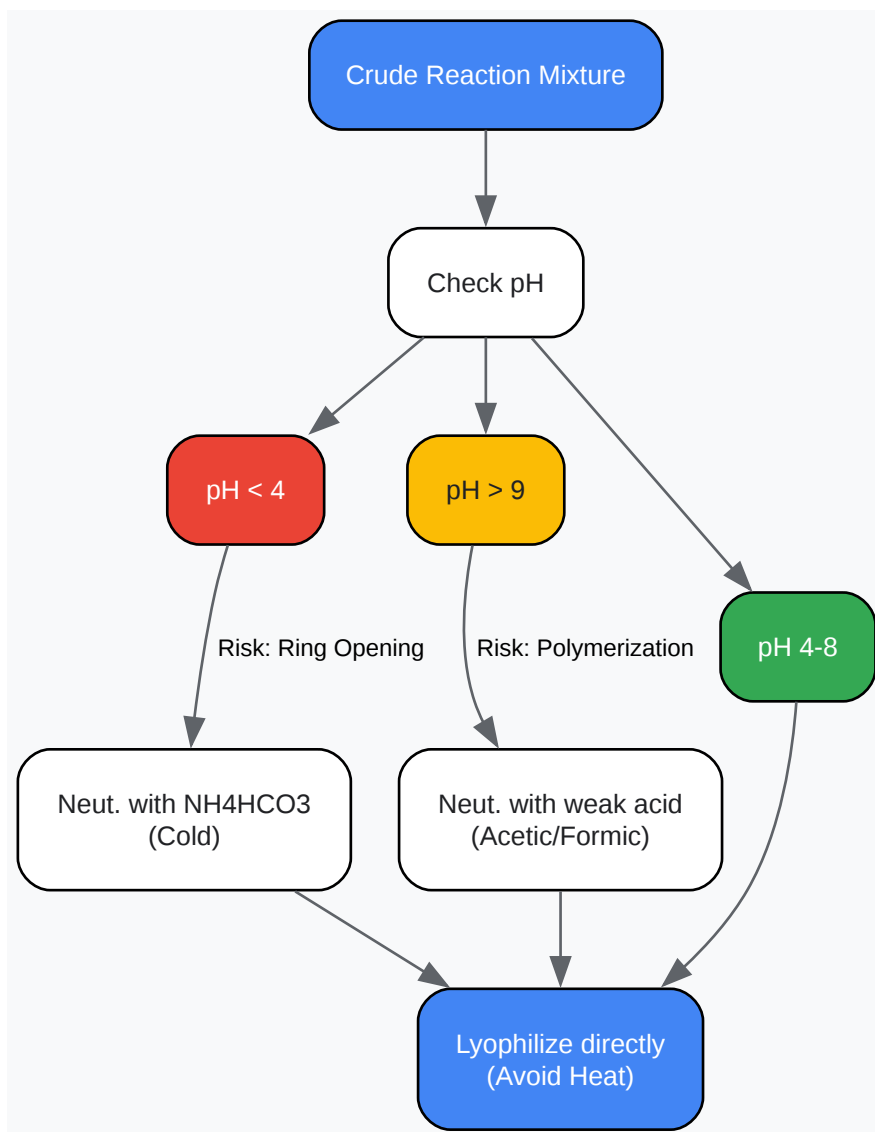 Crude Reaction Mixture
Check pH
pH < 4
pH > 9
pH 4-8
Risk: Ring Opening
Risk: Polymerization
Neut. with NH4HCO3
(Cold)
Neut. with weak acid
(Acetic/Formic)
Lyophilize directly
(Avoid Heat)